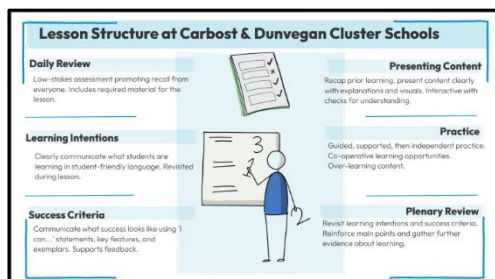 Lesson Structure at Carbost & Dunvegan Cluster Schools
Daily Review
Low-stakes assessment promoting recall from
everyone. Includes required material for the
lesson.
Learning Intentions
Clearly communicate what students are
learning in student-friendly language. Revisited
during lesson.
Success Criteria
Communicate what success looks like using 'I
can...' statements, key features, and
exemplars. Supports feedback.
3
Presenting Content
Recap prior learning, present content clearly
with explanations and visuals. Interactive with
checks for understanding.
Practice
Guided, supported, then independent practice.
Co-operative learning opportunities.
Over-learning content.
Plenary Review
Revisit learning intentions and success criteria.
Reinforce main points and gather further
evidence about learning.